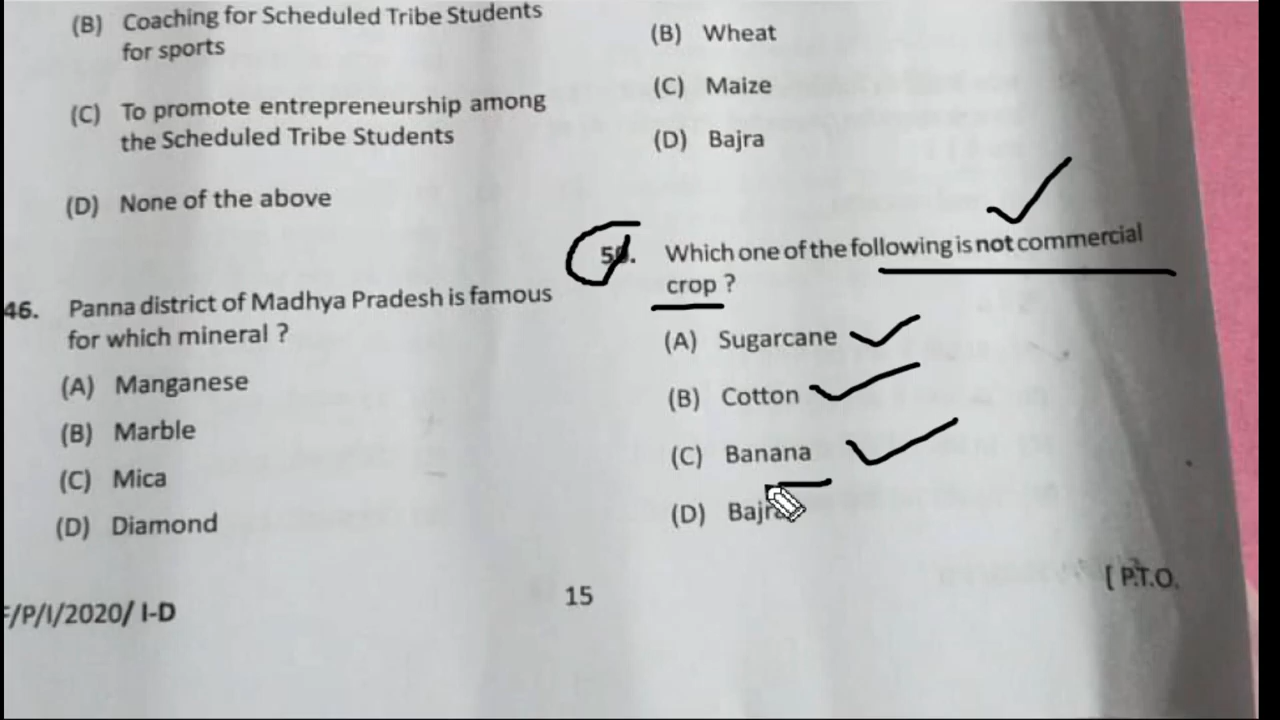 (B) Coaching for Scheduled Tribe Students
for sports
(C) To promote entrepreneurship among
the Scheduled Tribe Students
(D) None of the above
46. Panna district of Madhya Pradesh is famous
for which mineral ?
(A) Manganese
(B) Marble
(C) Mica
(D) Diamond
(B) Wheat
(C) Maize
(D) Bajra
50. Which one of the following is not commercial
crop ?
(A) Sugarcane
(B) Cotton
(C) Banana
(D) Bajra
F/P/I/2020/ I-D
15
[ P.T.O.